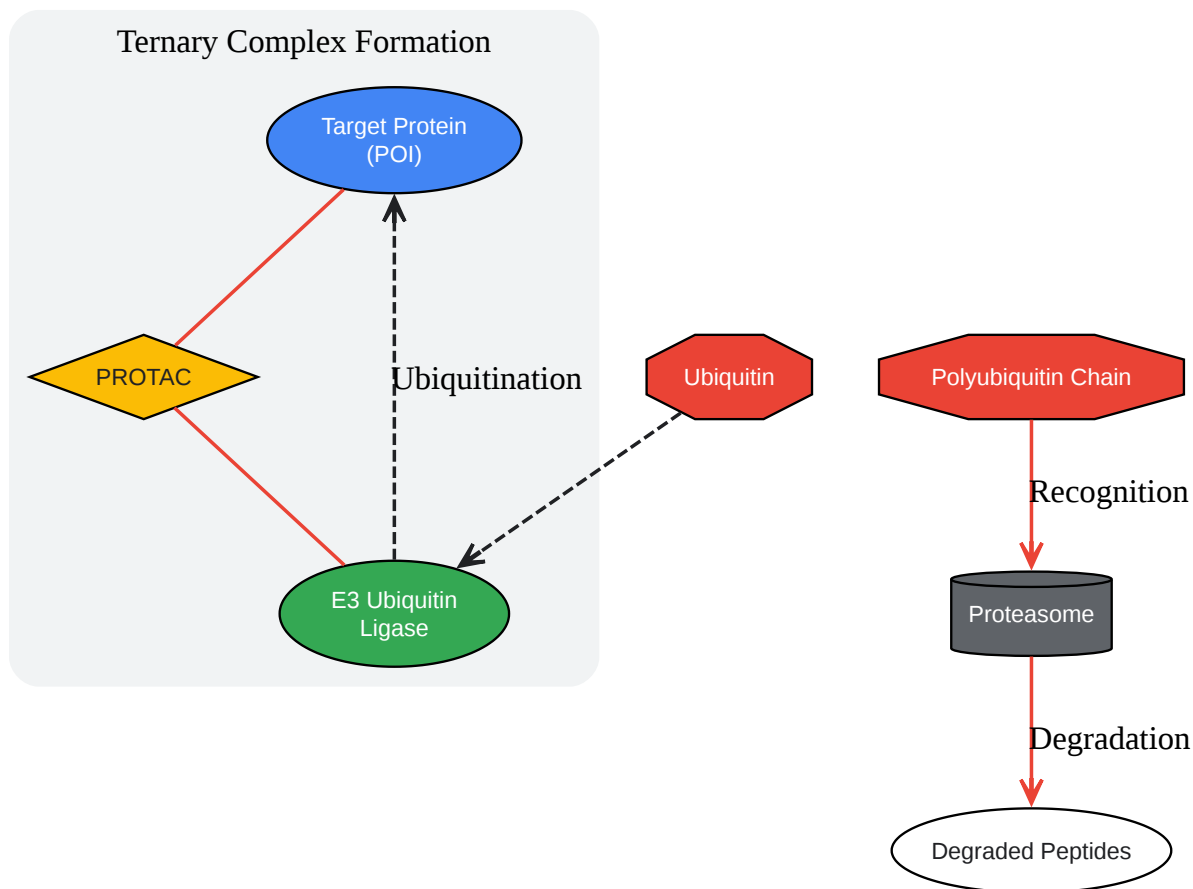 Ternary Complex Formation
Target Protein
(POI)
PROTAC
Ubiquitination
Ubiquitin
Polyubiquitin Chain
Recognition
E3 Ubiquitin
Ligase
Proteasome
Degradation
Degraded Peptides